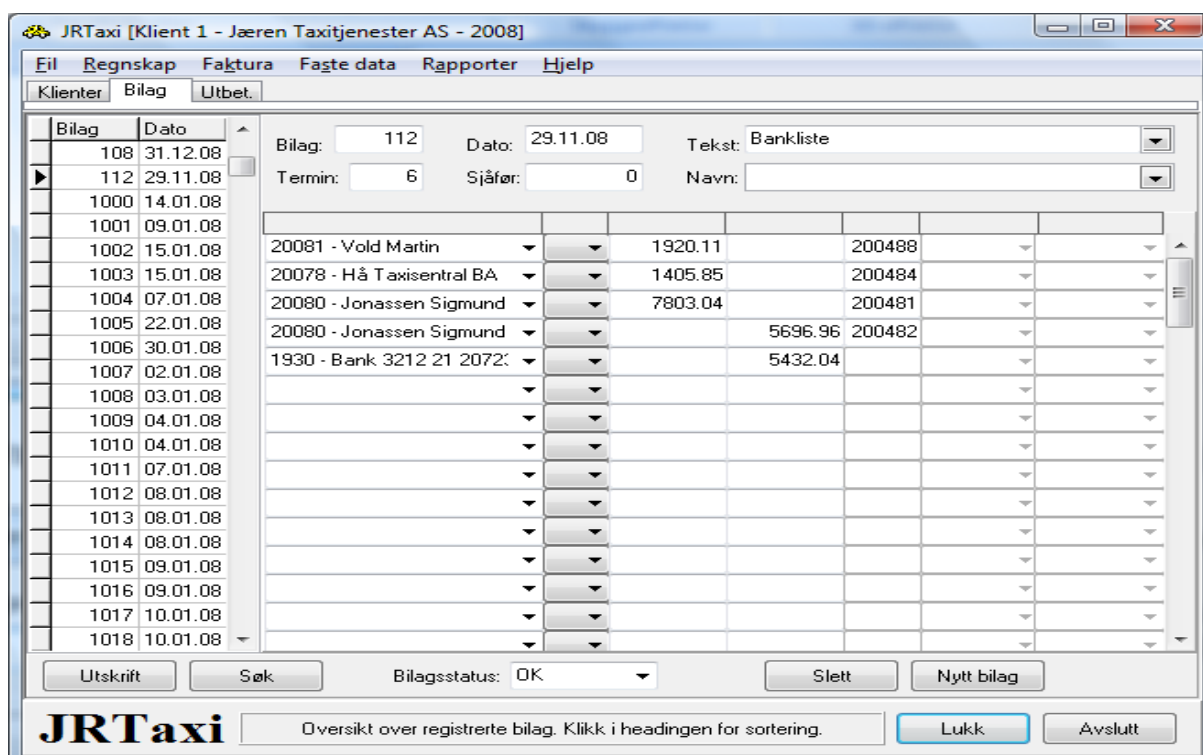 JRTaxi [Klient 1 - Jæren Taxitjenester AS - 2008]
Fil Regnskap Faktura Faste data Rapporter Hjelp
Klienter Bilag Utbet.
Bilag Dato
108 31.12.08
112 29.11.08
1000 14.01.08
1001 09.01.08
1002 15.01.08
1003 15.01.08
1004 07.01.08
1005 22.01.08
1006 30.01.08
1007 02.01.08
1008 03.01.08
1009 04.01.08
1010 04.01.08
1011 07.01.08
1012 08.01.08
1013 08.01.08
1014 08.01.08
1015 09.01.08
1016 09.01.08
1017 10.01.08
1018 10.01.08
Bilag: 112 Dato: 29.11.08 Tekst: Bankliste
Termin: 6 Sjåfør: 0 Navn:
20081 - Vold Martin 1920.11 200488
20078 - Hå Taxisentral BA 1405.85 200484
20080 - Jonassen Sigmund 7803.04 200481
20080 - Jonassen Sigmund 5696.96 200482
1930 - Bank 3212 21 2072 5432.04
Utskrift Søk Bilagsstatus: OK Slett Nytt bilag
JRTaxi Oversikt over registrerte bilag. Klikk i headingen for sortering. Lukk Avslutt